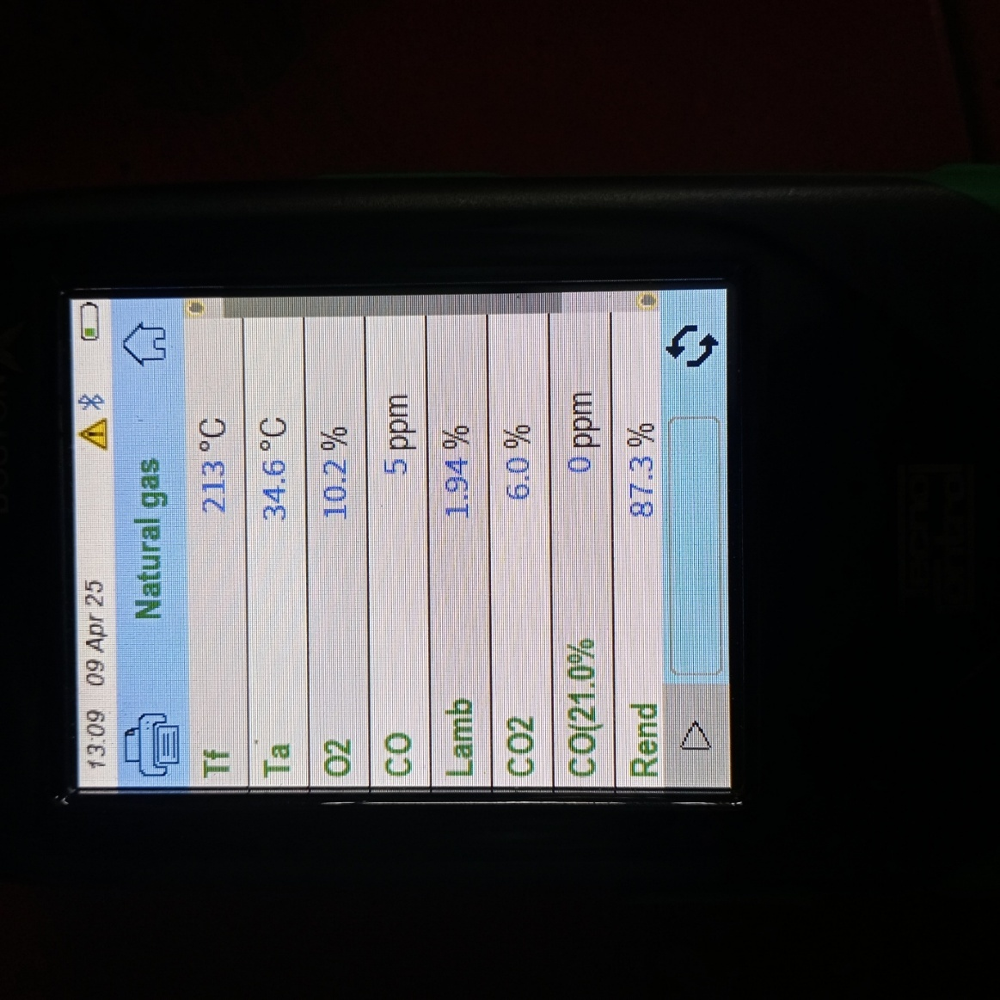 13:09 09 Apr 25
Natural gas
Tf 213 °C
Ta 34.6 °C
O2 10.2 %
CO 5 ppm
Lamb 1.94 %
CO2 6.0 %
CO(21.0% 0 ppm
Rend 87.3 %